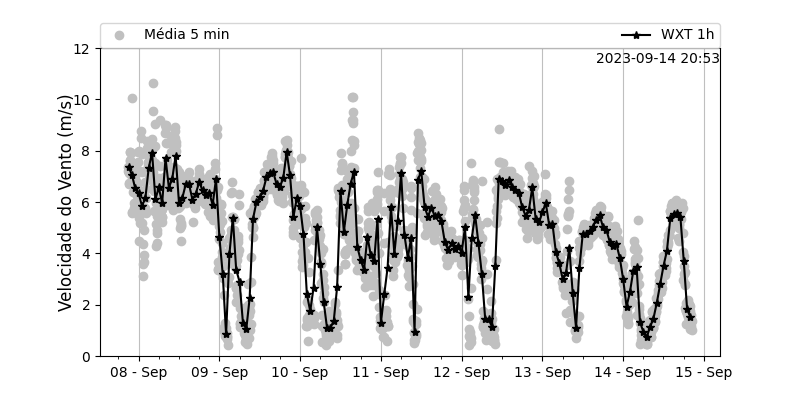 Média 5 min
WXT 1h
2023-09-14 20:53
Velocidade do Vento (m/s)
12
10
8
6
4
2
0
08 - Sep
09 - Sep
10 - Sep
11 - Sep
12 - Sep
13 - Sep
14 - Sep
15 - Sep